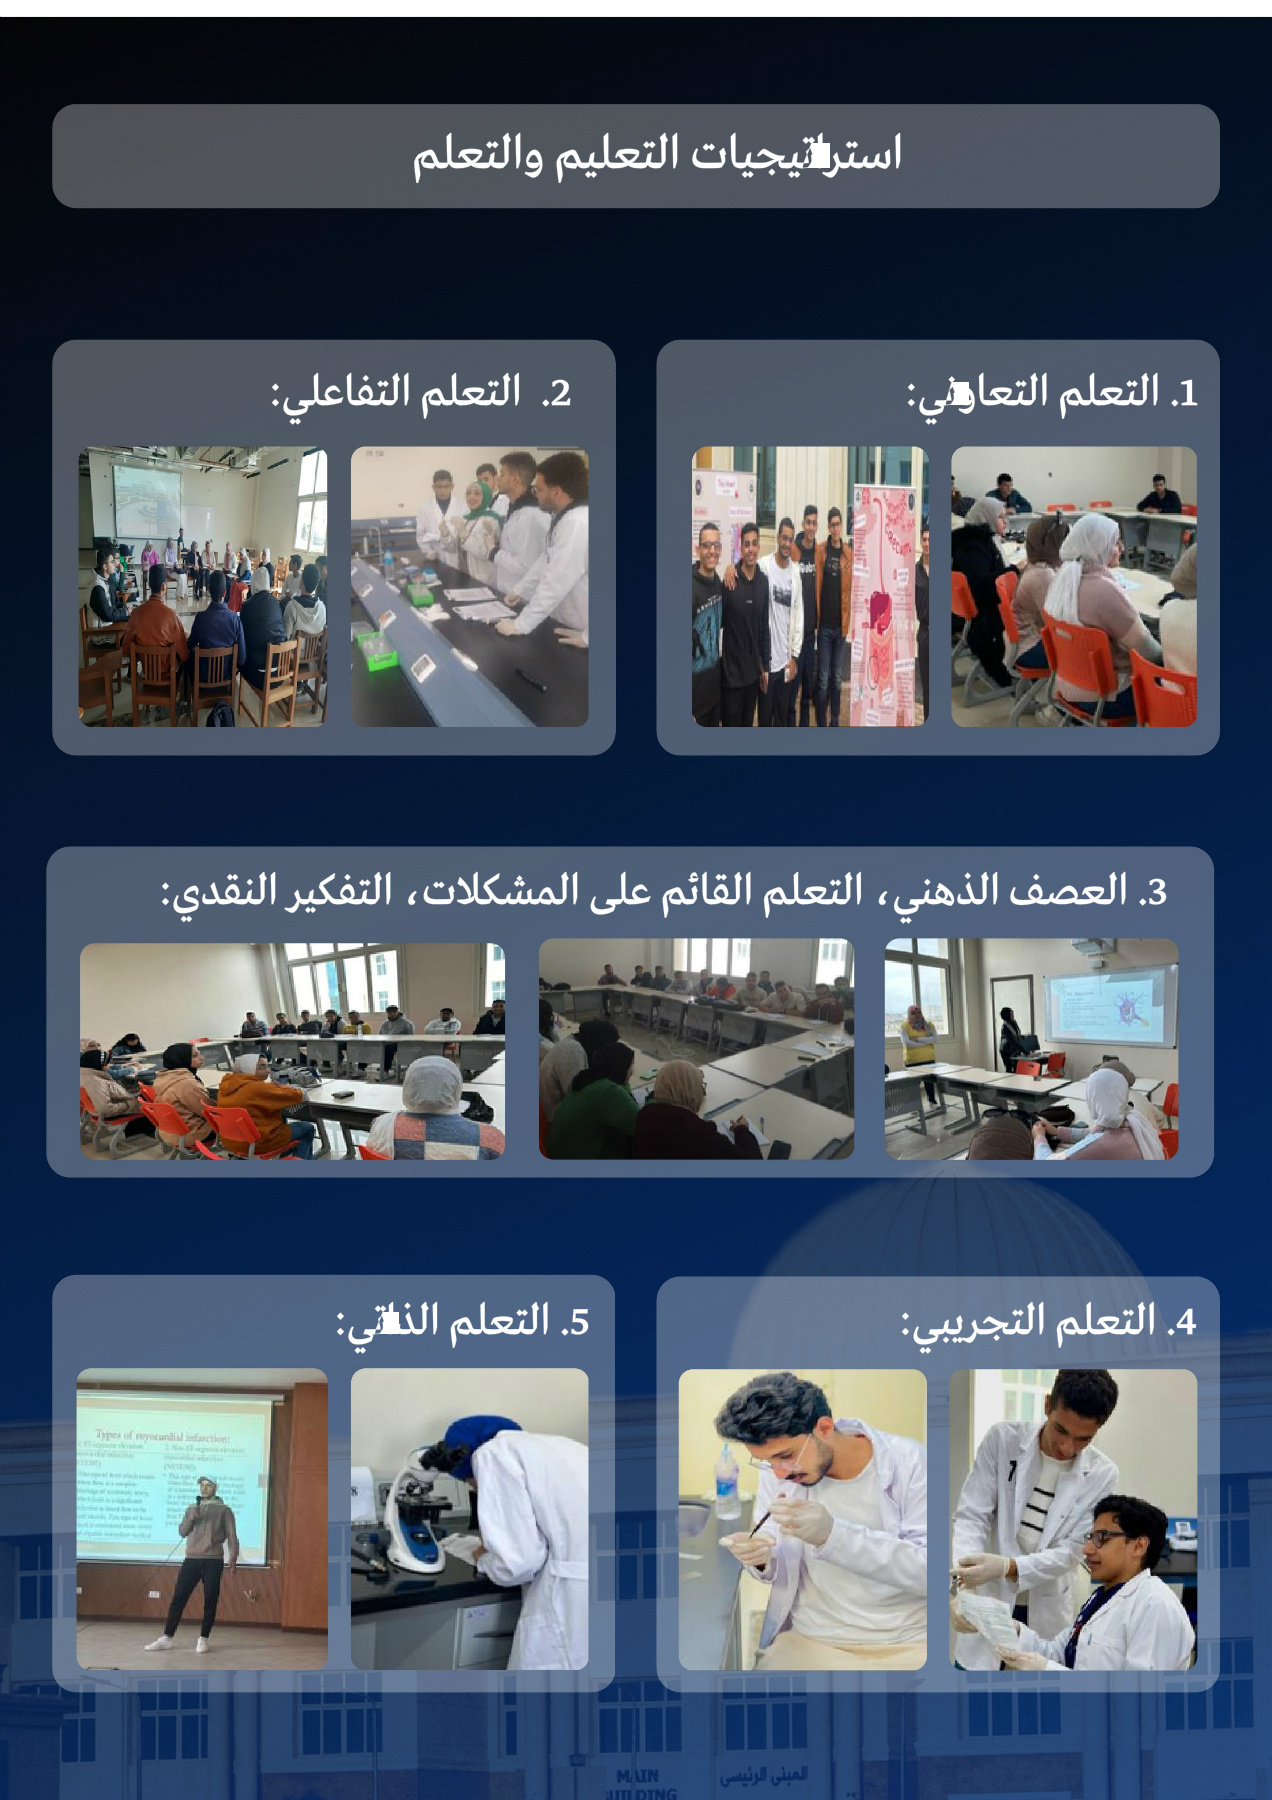 استراتيجيات التعليم والتعلم
1. التعلم التعاوني:
2. التعلم التفاعلي:
3. العصف الذهني، التعلم القائم على المشكلات، التفكير النقدي:
4. التعلم التجريبي:
5. التعلم الذاتي:
Types of myocardial infarction:
المبنى الرئيسى
MAIN
BUILDING